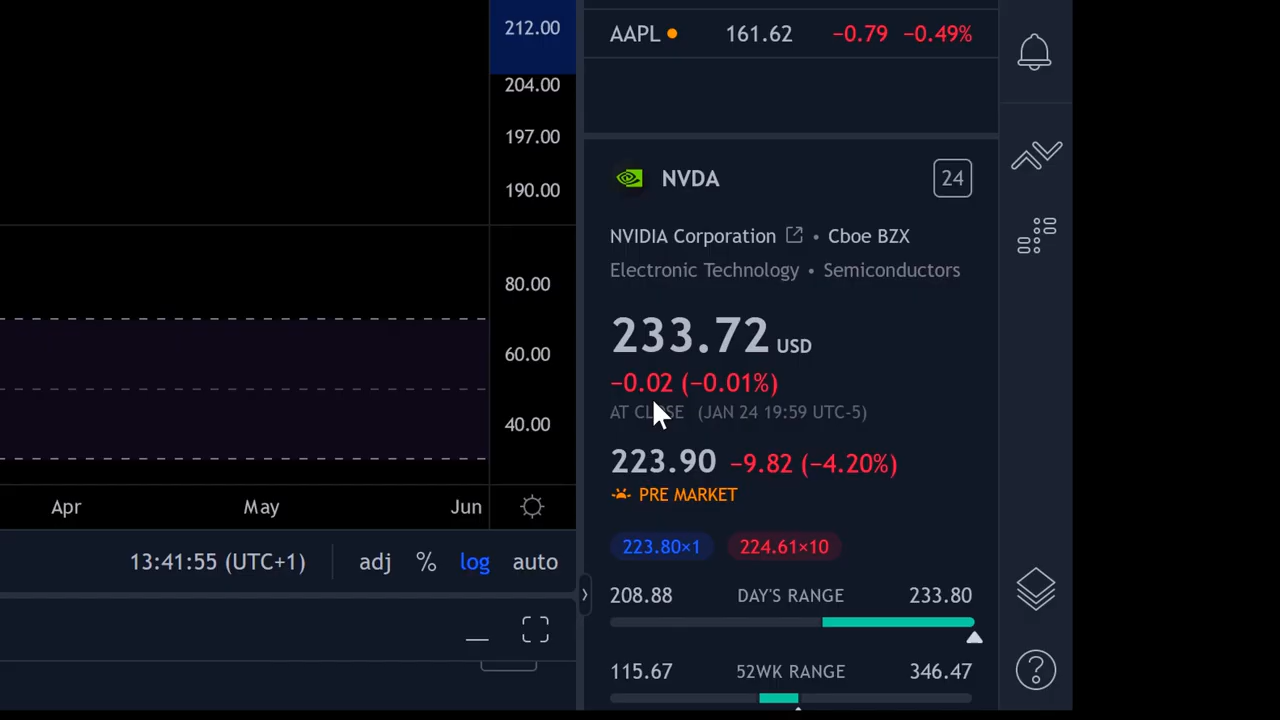 212.00
204.00
197.00
190.00
80.00
60.00
40.00
Apr May Jun
13:41:55 (UTC+1) adj % log auto
AAPL 161.62 −0.79 −0.49%
NVDA 24
NVIDIA Corporation • Cboe BZX
Electronic Technology • Semiconductors
233.72 USD
−0.02 (−0.01%)
AT CLOSE (JAN 24 19:59 UTC-5)
223.90 −9.82 (−4.20%)
PRE MARKET
223.80×1 224.61×10
208.88 DAY'S RANGE 233.80
115.67 52WK RANGE 346.47